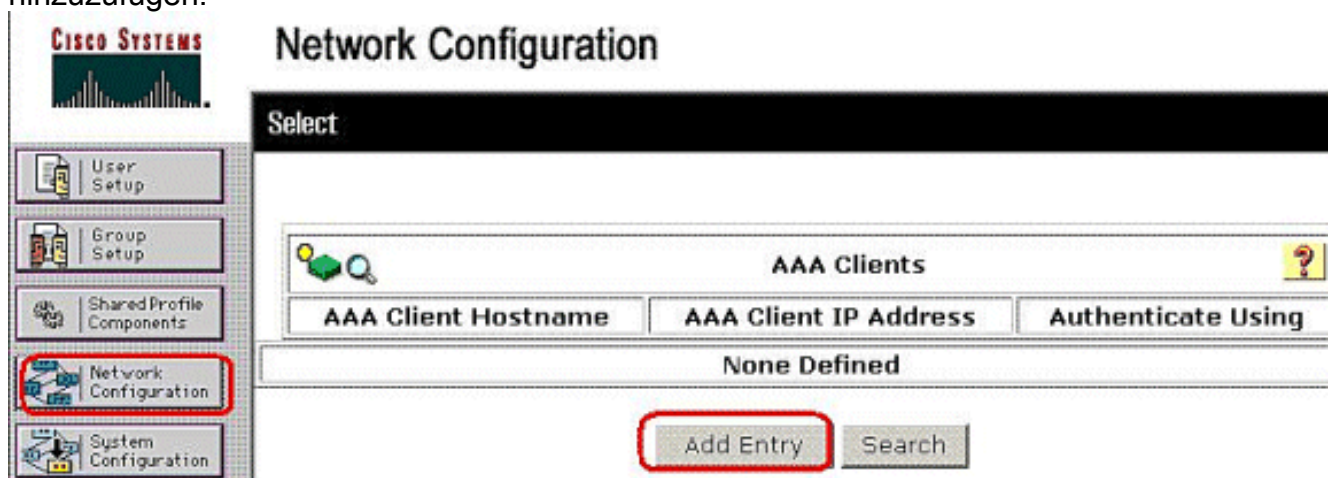 hinzuzufügen.
CISCO SYSTEMS
Network Configuration
Select
User
Setup
Group
Setup
Shared Profile
Components
Network
Configuration
System
Configuration
AAA Clients
?
AAA Client Hostname AAA Client IP Address Authenticate Using
None Defined
Add Entry Search